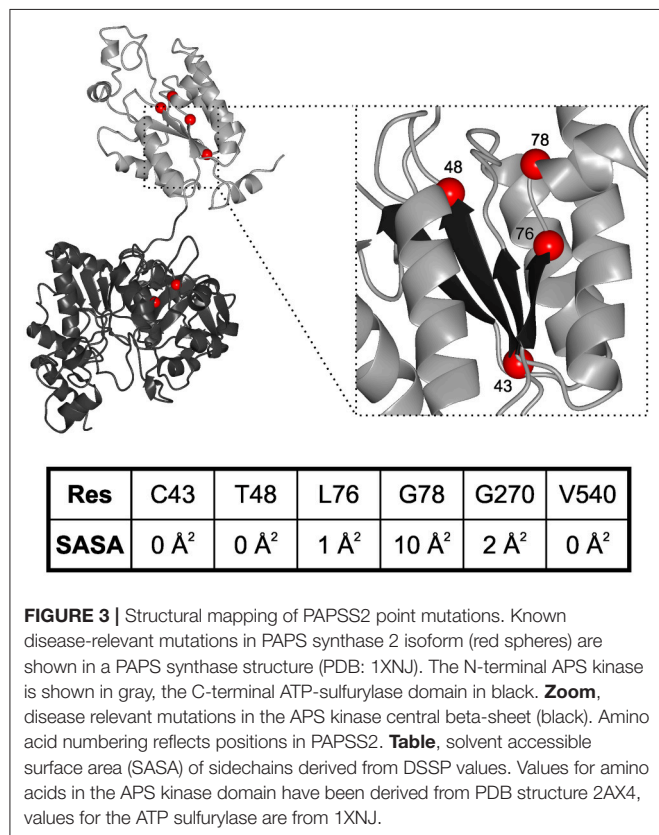 48
78
76
43
Res C43 T48 L76 G78 G270 V540
SASA 0 Å² 0 Å² 1 Å² 10 Å² 2 Å² 0 Å²
FIGURE 3 | Structural mapping of PAPSS2 point mutations. Known
disease-relevant mutations in PAPS synthase 2 isoform (red spheres) are
shown in a PAPS synthase structure (PDB: 1XNJ). The N-terminal APS kinase
is shown in gray, the C-terminal ATP-sulfurylase domain in black. Zoom,
disease relevant mutations in the APS kinase central beta-sheet (black). Amino
acid numbering reflects positions in PAPSS2. Table, solvent accessible
surface area (SASA) of sidechains derived from DSSP values. Values for amino
acids in the APS kinase domain have been derived from PDB structure 2AX4,
values for the ATP sulfurylase are from 1XNJ.